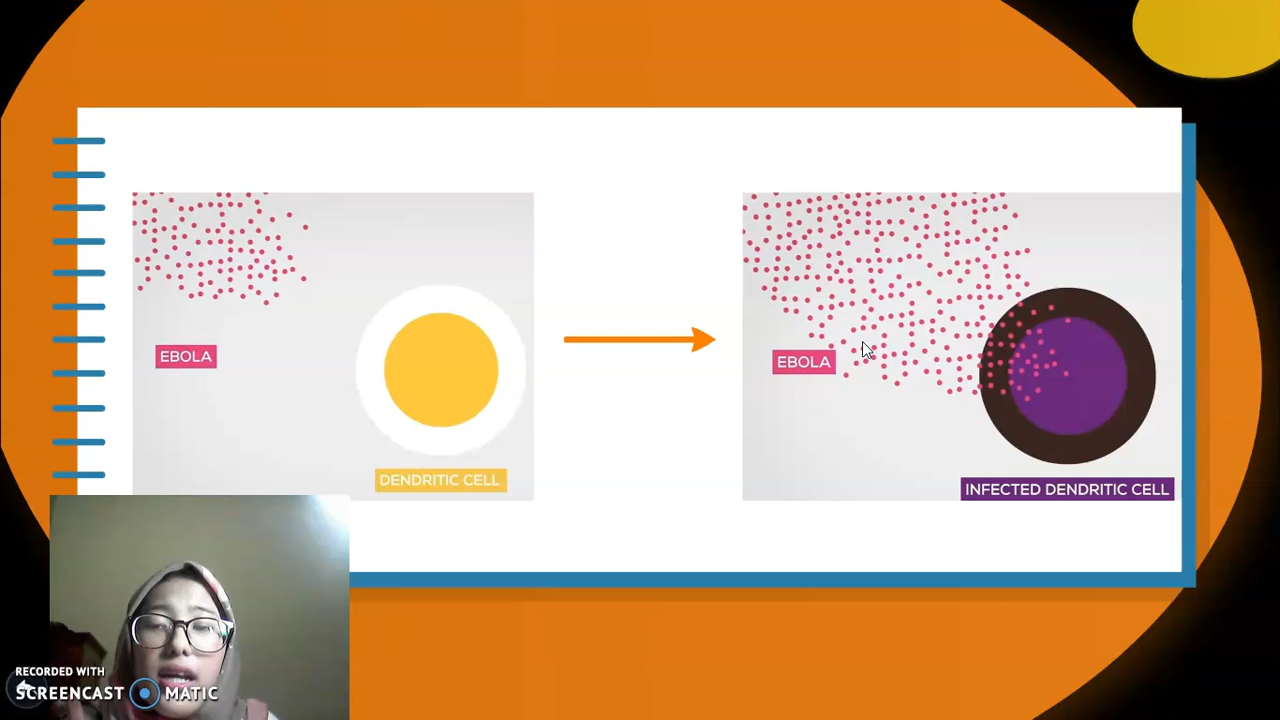 EBOLA
DENDRITIC CELL
EBOLA
INFECTED DENDRITIC CELL
RECORDED WITH
SCREENCAST MATIC